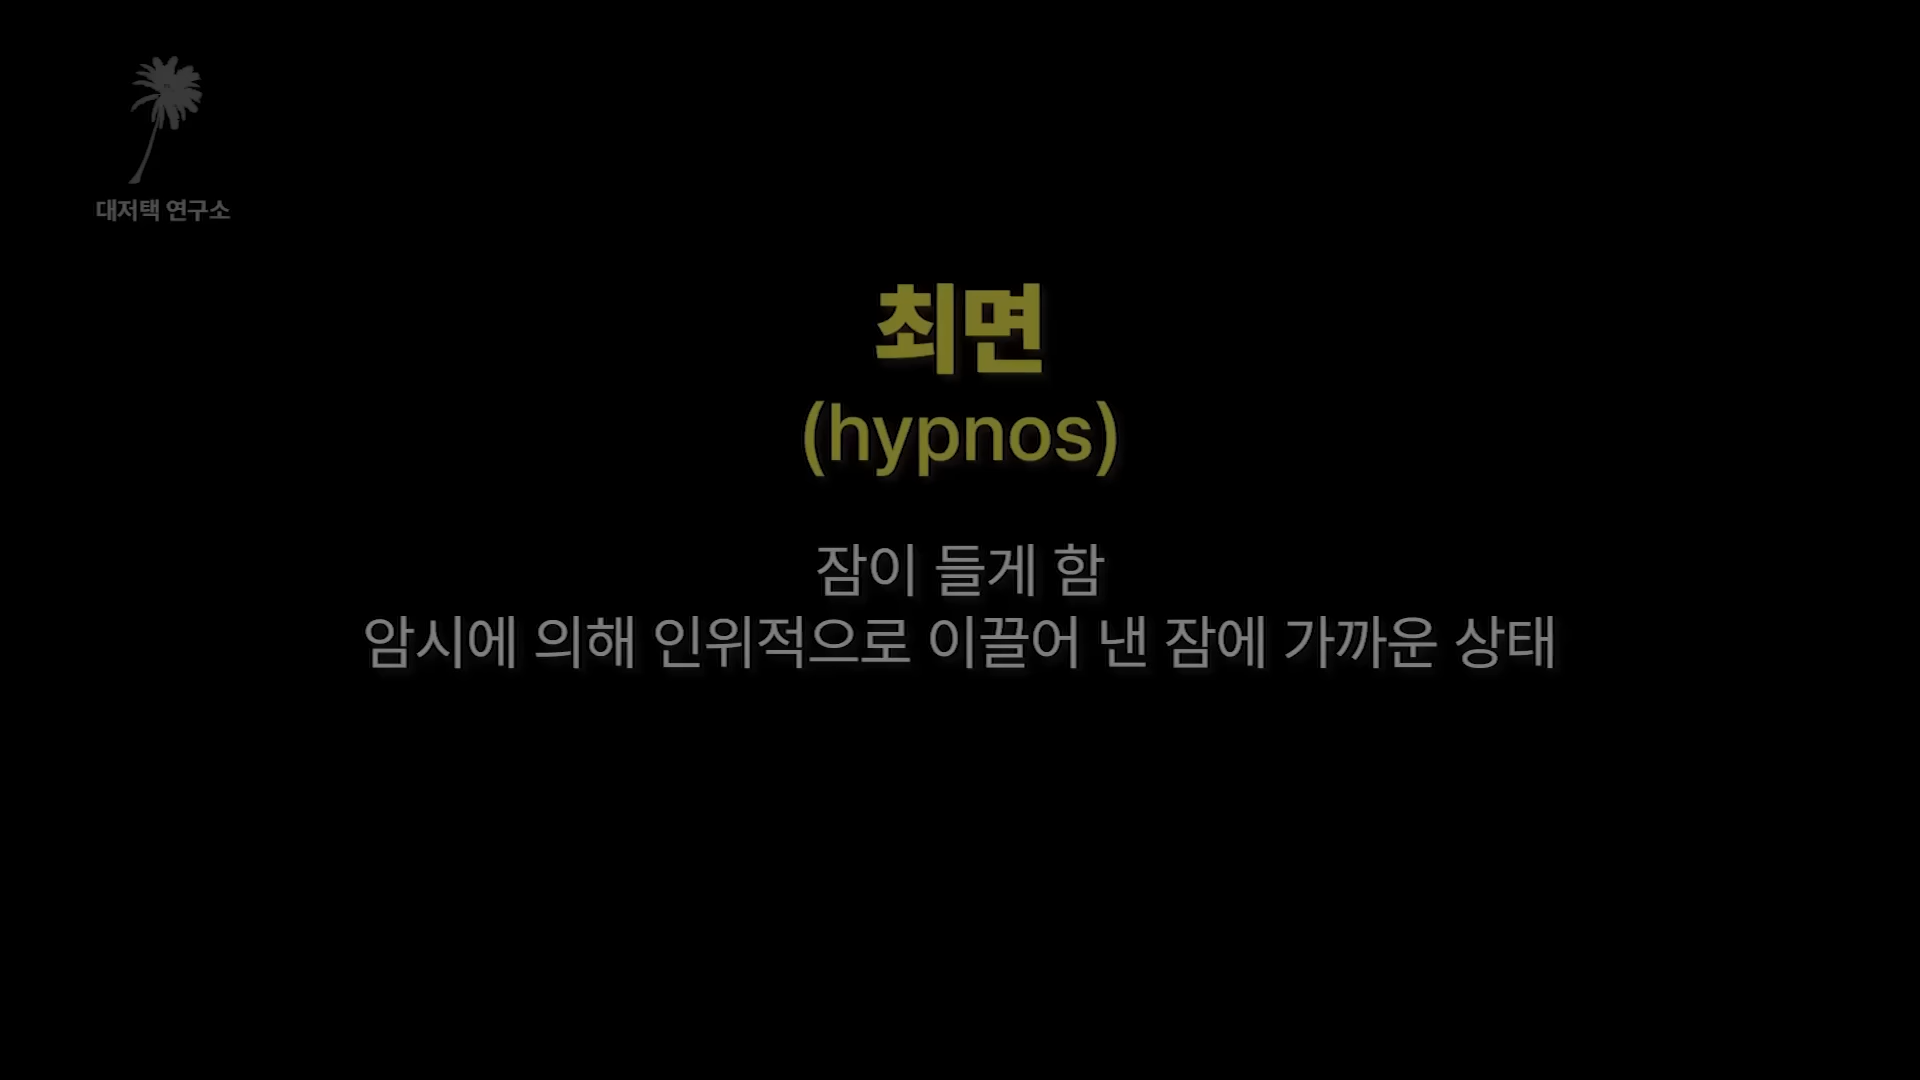 대저택 연구소
최면
(hypnos)
잠이 들게 함
암시에 의해 인위적으로 이끌어 낸 잠에 가까운 상태